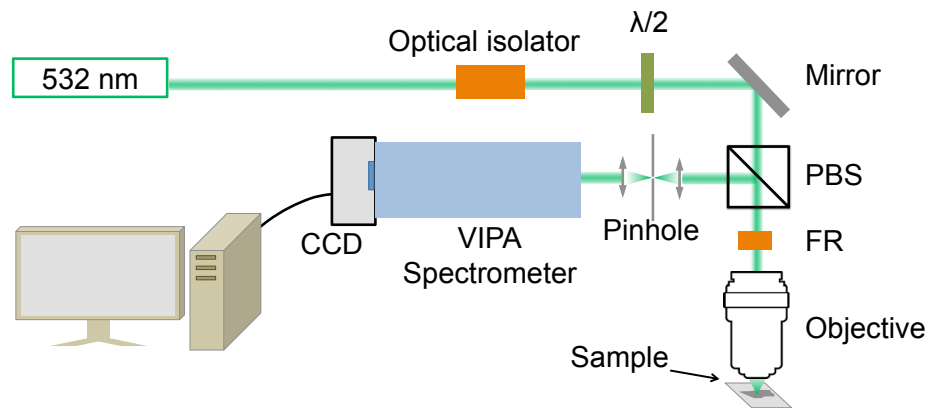 λ/2
Optical isolator
532 nm
Mirror
PBS
Pinhole
CCD
VIPA
Spectrometer
FR
Objective
Sample